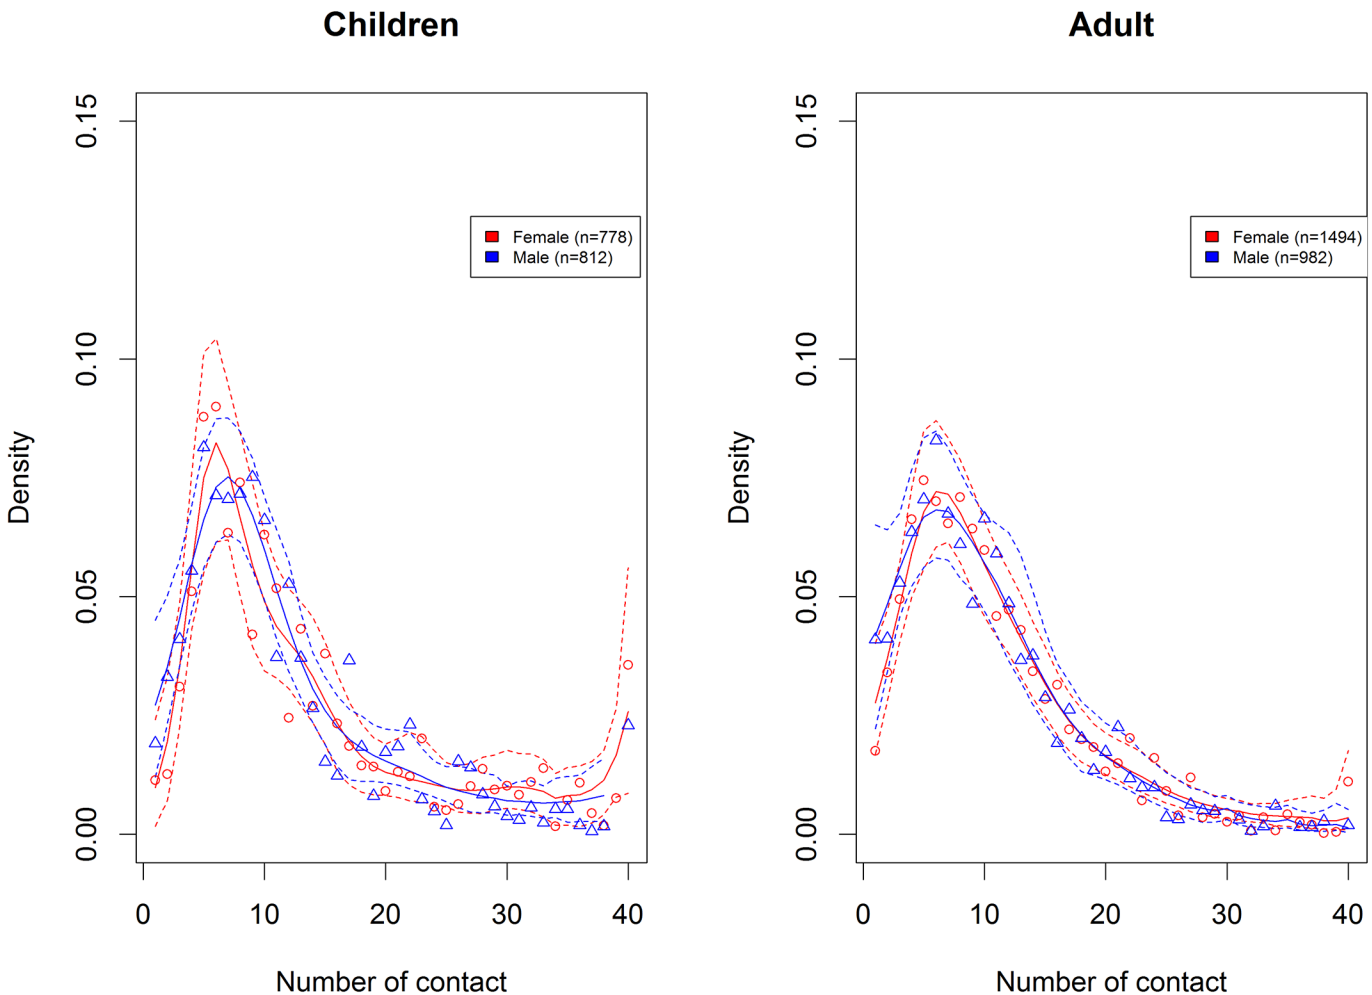 Children
Density
0.15
0.10
0.05
0.00
Female (n=778)
Male (n=812)
0 10 20 30 40
Number of contact
Adult
Density
0.15
0.10
0.05
0.00
Female (n=1494)
Male (n=982)
0 10 20 30 40
Number of contact